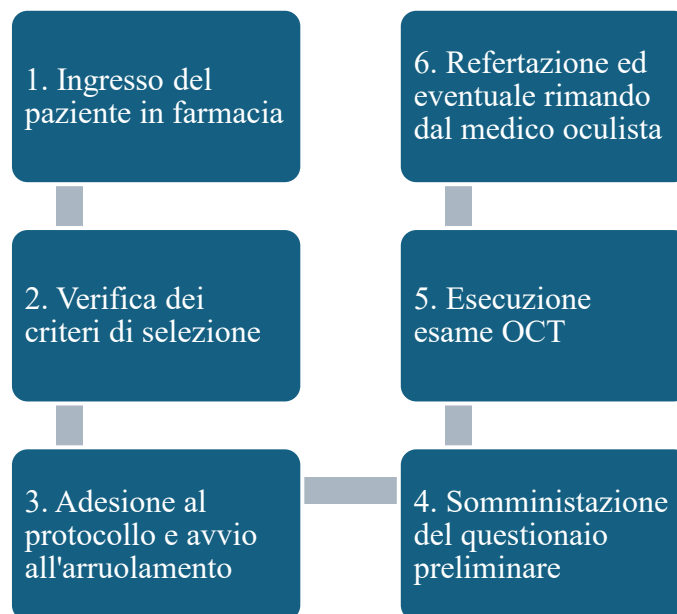 1. Ingresso del
paziente in farmacia
2. Verifica dei
criteri di selezione
3. Adesione al
protocollo e avvio
all'arruolamento
4. Somministazione
del questionaio
preliminare
5. Esecuzione
esame OCT
6. Refertazione ed
eventuale rimando
dal medico oculista